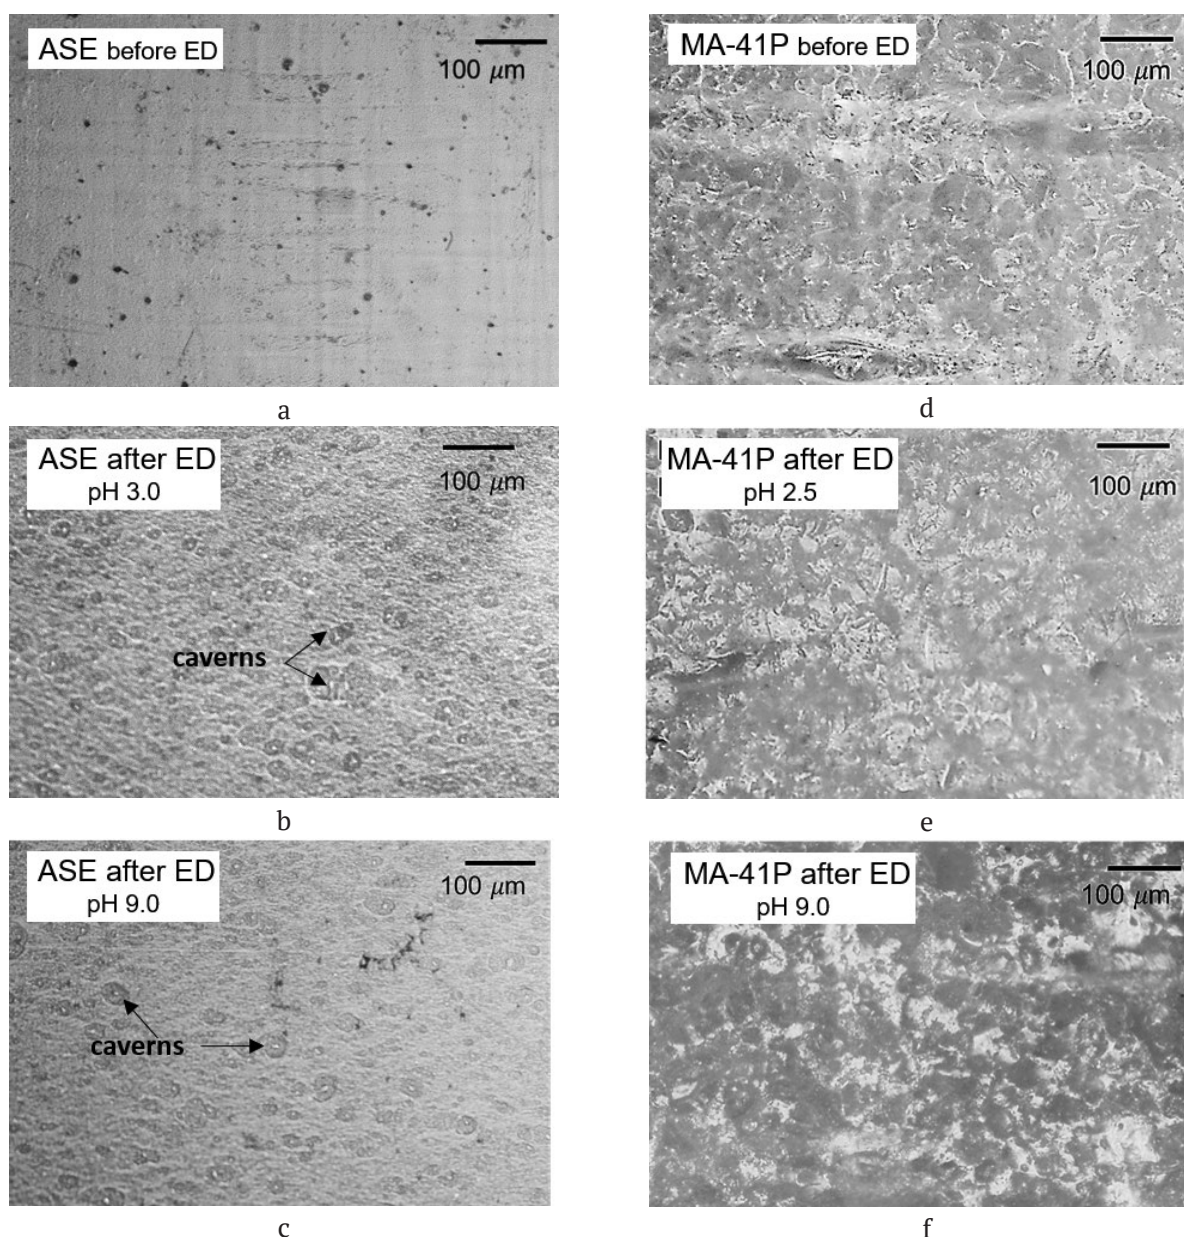 ASE before ED
100 μm
a
MA-41P before ED
100 μm
d
ASE after ED
pH 3.0
100 μm
caverns
b
MA-41P after ED
pH 2.5
100 μm
e
ASE after ED
pH 9.0
100 μm
caverns
c
MA-41P after ED
pH 9.0
100 μm
f